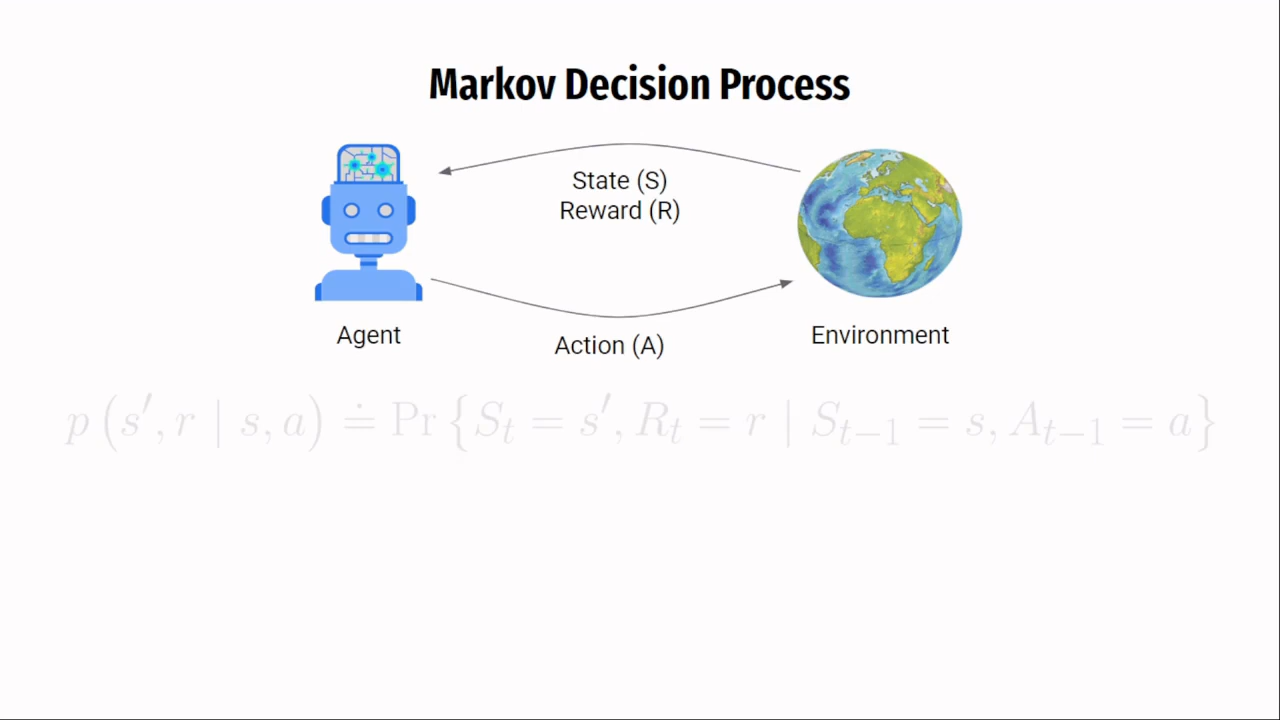 Markov Decision Process
State (S)
Reward (R)
Agent
Action (A)
Environment
p (s′, r | s, a) ≐ Pr {S_t = s′, R_t = r | S_{t−1} = s, A_{t−1} = a}